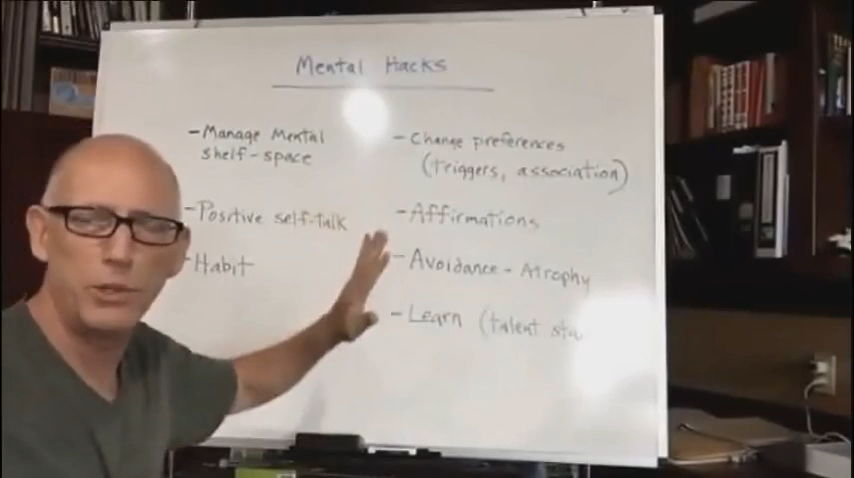 Mental Hacks
- Manage Mental
shelf-space
- Positive self-talk
- Habit
- Change preferences
(triggers, association)
- Affirmations
- Avoidance - Atrophy
- Learn (talent